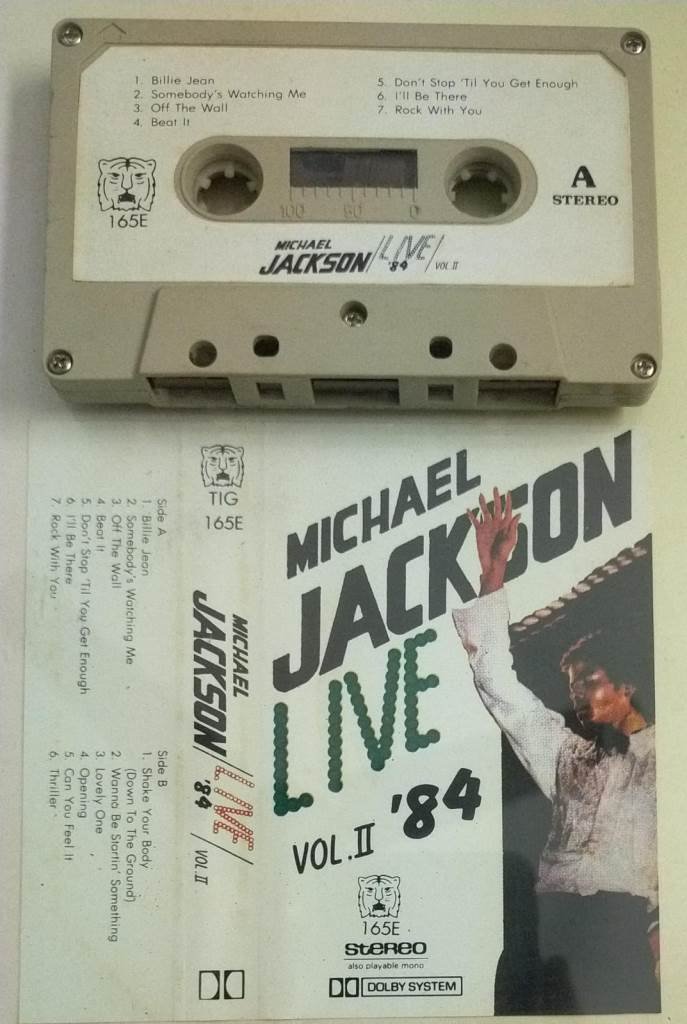 1. Billie Jean
2. Somebody's Watching Me
3. Off The Wall
4. Beat It
5. Don't Stop 'Til You Get Enough
6. I'll Be There
7. Rock With You
165E
A
STEREO
100 50 0
MICHAEL
JACKSON/LIVE/
'84 VOL II
Side A
1. Billie Jean
2. Somebody's Watching Me
3. Off The Wall
4. Beat It
5. Don't Stop 'Til You Get Enough
6. I'll Be There
7. Rock With You
Side B
1. Shake Your Body
(Down To The Ground)
2. Wanna Be Startin' Something
3. Lovely One
4. Opening
5. Can You Feel It
6. Thriller
TIG
165E
MICHAEL
JACKSON/LIVE/
'84 VOL.II
MICHAEL
JACKSON
LIVE
'84
VOL.II
165E
stereo
also playable mono
DOLBY SYSTEM